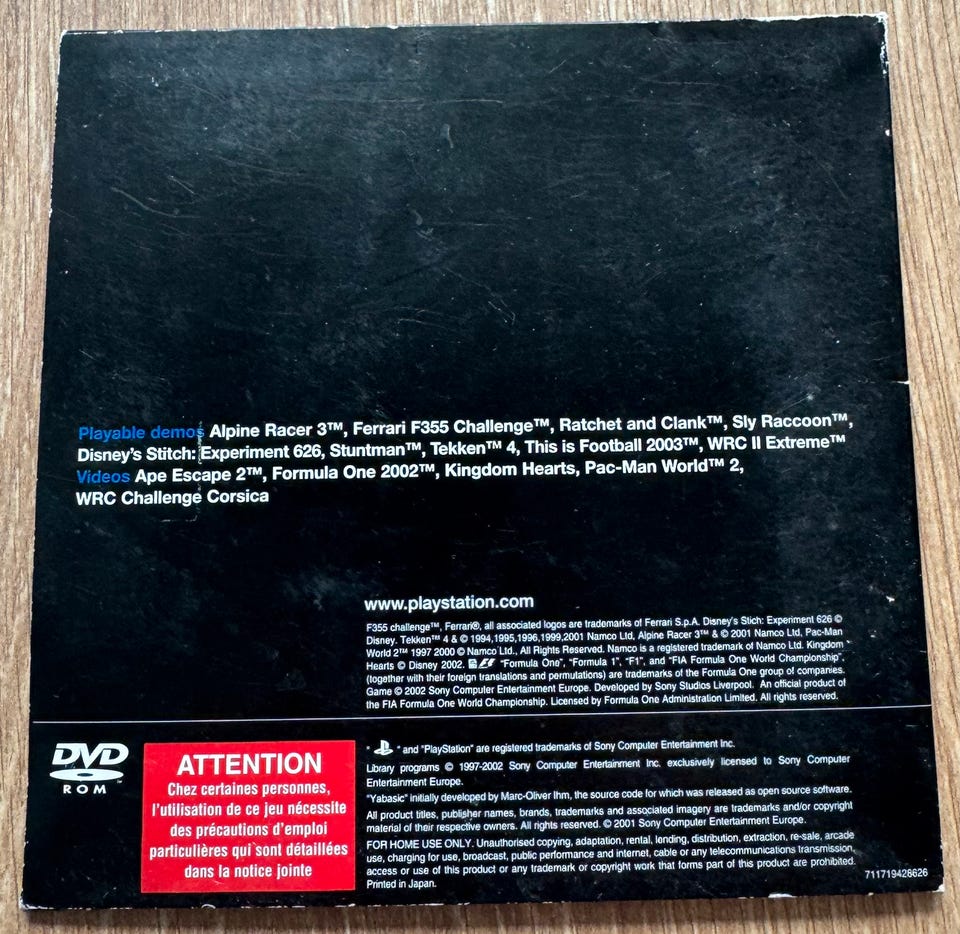 Playable demos Alpine Racer 3™, Ferrari F355 Challenge™, Ratchet and Clank™, Sly Raccoon™,
Disney's Stitch: Experiment 626, Stuntman™, Tekken™ 4, This is Football 2003™, WRC II Extreme™
Videos Ape Escape 2™, Formula One 2002™, Kingdom Hearts, Pac-Man World™ 2,
WRC Challenge Corsica
www.playstation.com
F355 challenge™, Ferrari®, all associated logos are trademarks of Ferrari S.p.A. Disney's Stich: Experiment 626 ©
Disney. Tekken™ 4 & © 1994,1995,1996,1999,2001 Namco Ltd, Alpine Racer 3™ & © 2001 Namco Ltd, Pac-Man
World 2™ 1997 2000 © Namco Ltd., All Rights Reserved. Namco is a registered trademark of Namco Ltd. Kingdom
Hearts © Disney 2002. F1 "Formula One", "Formula 1", "F1", and "FIA Formula One World Championship",
(together with their foreign translations and permutations) are trademarks of the Formula One group of companies.
Game © 2002 Sony Computer Entertainment Europe. Developed by Sony Studios Liverpool. An official product of
the FIA Formula One World Championship. Licensed by Formula One Administration Limited. All rights reserved.
DVD
ROM
ATTENTION
Chez certaines personnes,
l'utilisation de ce jeu nécessite
des précautions d'emploi
particulières qui sont détaillées
dans la notice jointe
" " and "PlayStation" are registered trademarks of Sony Computer Entertainment Inc.
Library programs © 1997-2002 Sony Computer Entertainment Inc. exclusively licensed to Sony Computer
Entertainment Europe.
"Yabasic" initially developed by Marc-Oliver Ihm, the source code for which was released as open source software.
All product titles, publisher names, brands, trademarks and associated imagery are trademarks and/or copyright
material of their respective owners. All rights reserved. © 2001 Sony Computer Entertainment Europe.
FOR HOME USE ONLY. Unauthorised copying, adaptation, rental, lending, distribution, extraction, re-sale, arcade
use, charging for use, broadcast, public performance and internet, cable or any telecommunications transmission,
access or use of this product or any trademark or copyright work that forms part of this product are prohibited.
Printed in Japan.
711719426626